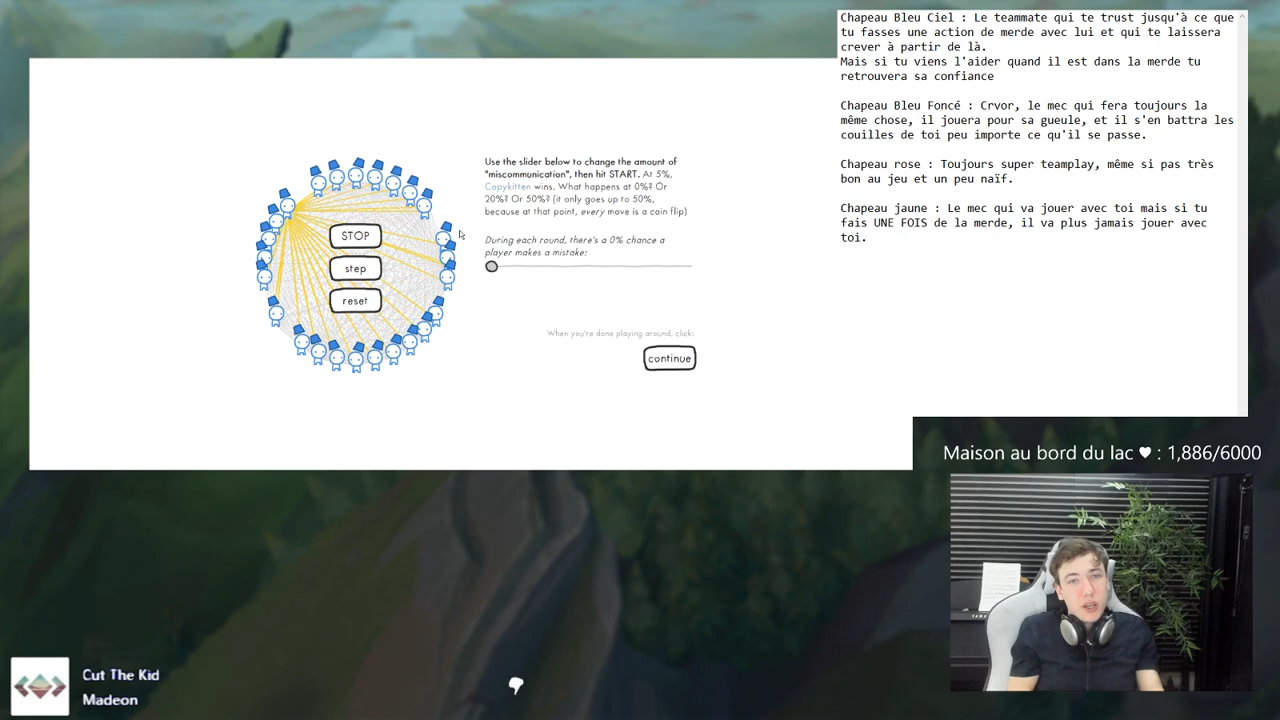 Chapeau Bleu Ciel : Le teammate qui te trust jusqu'à ce que
tu fasses une action de merde avec lui et qui te laissera
crever à partir de là.
Mais si tu viens l'aider quand il est dans la merde tu
retrouvera sa confiance
Chapeau Bleu Foncé : Crvor, le mec qui fera toujours la
même chose, il jouera pour sa gueule, et il s'en battra les
couilles de toi peu importe ce qu'il se passe.
Chapeau rose : Toujours super teamplay, même si pas très
bon au jeu et un peu naïf.
Chapeau jaune : Le mec qui va jouer avec toi mais si tu
fais UNE FOIS de la merde, il va plus jamais jouer avec
toi.
Use the slider below to change the amount of
"miscommunication", then hit START. At 5%,
Copykitten wins. What happens at 0%? Or
20%? Or 50%? (it only goes up to 50%,
because at that point, every move is a coin flip)
During each round, there's a 0% chance a
player makes a mistake:
STOP
step
reset
When you're done playing around, click:
continue
Maison au bord du lac ♥ : 1,886/6000
Cut The Kid
Madeon